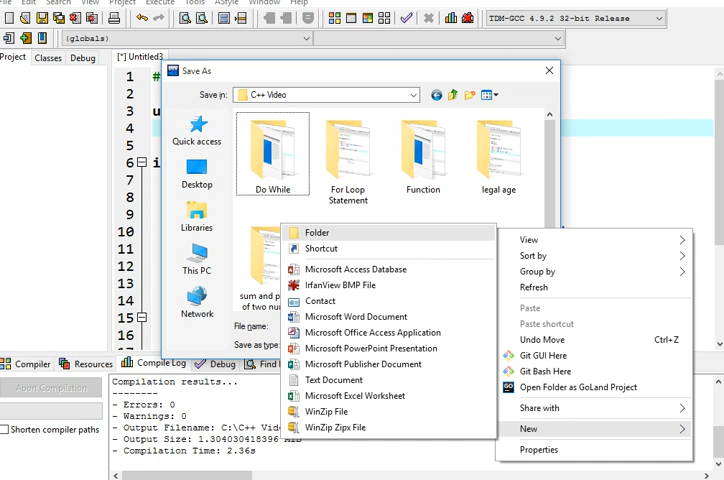 File Edit Search View Project Execute Tools AStyle Window Help
TDM-GCC 4.9.2 32-bit Release
(globals)
Project Classes Debug
[*] Untitled3
1 #
2
3 u
4
5
6 i
7
8
9
10
11
12
13
14
15
16
Save As
Save in: C++ Video
Quick access
Desktop
Libraries
This PC
Network
Do While
For Loop Statement
Function
legal age
sum and p
of two nu
File name:
Save as type:
Folder
Shortcut
Microsoft Access Database
IrfanView BMP File
Contact
Microsoft Word Document
Microsoft Office Access Application
Microsoft PowerPoint Presentation
Microsoft Publisher Document
Text Document
Microsoft Excel Worksheet
WinZip File
WinZip Zipx File
View
Sort by
Group by
Refresh
Paste
Paste shortcut
Undo Move Ctrl+Z
Git GUI Here
Git Bash Here
GO Open Folder as GoLand Project
Share with
New
Properties
Compiler Resources Compile Log Debug Find
Abort Compilation
Shorten compiler paths
Compilation results...
--------
- Errors: 0
- Warnings: 0
- Output Filename: C:\C++ Vide
- Output Size: 1.304030418396 MiB
- Compilation Time: 2.36s